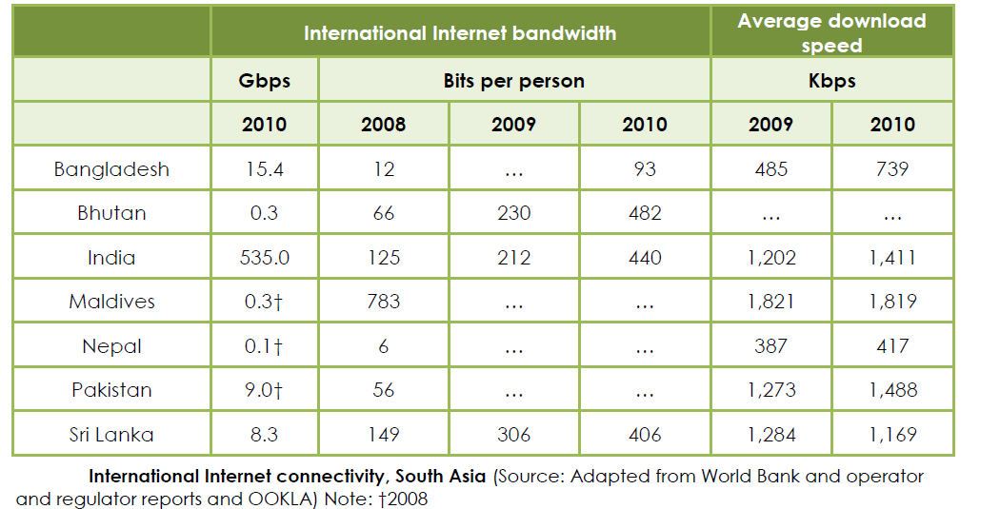 International Internet bandwidth Average download
speed
Gbps Bits per person Kbps
2010 2008 2009 2010 2009 2010
Bangladesh 15.4 12 … 93 485 739
Bhutan 0.3 66 230 482 … …
India 535.0 125 212 440 1,202 1,411
Maldives 0.3† 783 … … 1,821 1,819
Nepal 0.1† 6 … … 387 417
Pakistan 9.0† 56 … … 1,273 1,488
Sri Lanka 8.3 149 306 406 1,284 1,169
International Internet connectivity, South Asia (Source: Adapted from World Bank and operator
and regulator reports and OOKLA) Note: †2008